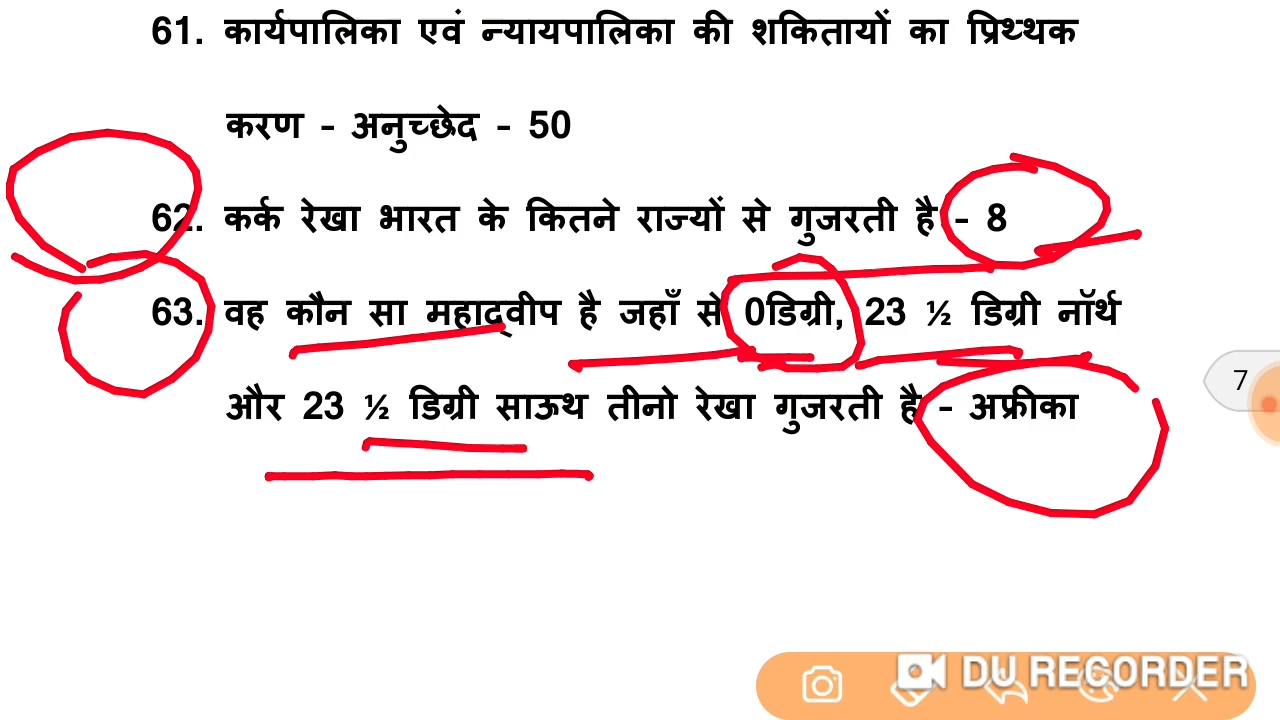 61. कार्यपालिका एवं न्यायपालिका की शकितायों का प्रिथ्थक
करण - अनुच्छेद - 50
62. कर्क रेखा भारत के कितने राज्यों से गुजरती है - 8
63. वह कौन सा महाद्वीप है जहाँ से 0डिग्री, 23 ½ डिग्री नॉर्थ
और 23 ½ डिग्री साऊथ तीनो रेखा गुजरती है - अफ्रीका
7
DU RECORDER